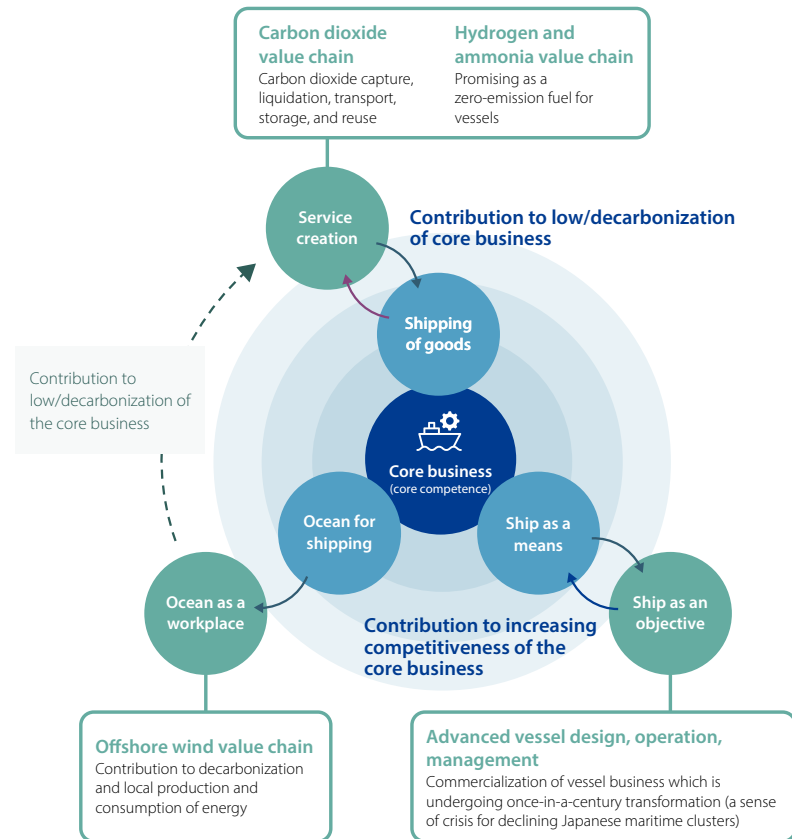 Carbon dioxide
value chain
Carbon dioxide capture,
liquidation, transport,
storage, and reuse
Hydrogen and
ammonia value chain
Promising as a
zero-emission fuel for
vessels
Service
creation
Contribution to low/decarbonization
of core business
Shipping
of goods
Contribution to
low/decarbonization of
the core business
Core business
(core competence)
Ocean for
shipping
Ship as a
means
Ocean as a
workplace
Ship as an
objective
Contribution to increasing
competitiveness of the
core business
Offshore wind value chain
Contribution to decarbonization
and local production and
consumption of energy
Advanced vessel design, operation,
management
Commercialization of vessel business which is
undergoing once-in-a-century transformation (a sense
of crisis for declining Japanese maritime clusters)